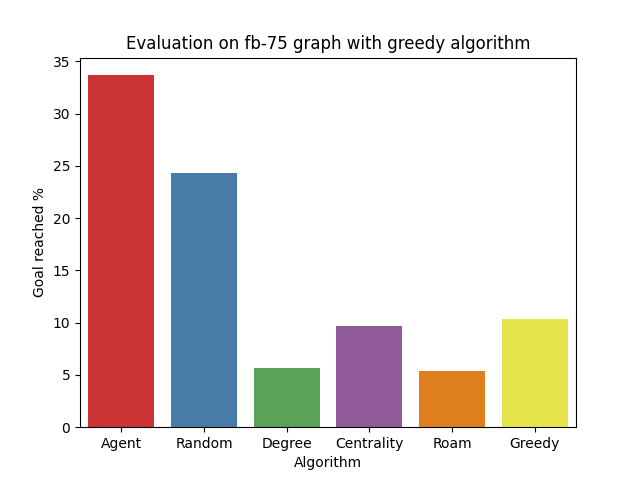 Evaluation on fb-75 graph with greedy algorithm
Goal reached %
35
30
25
20
15
10
5
0
Agent Random Degree Centrality Roam Greedy
Algorithm